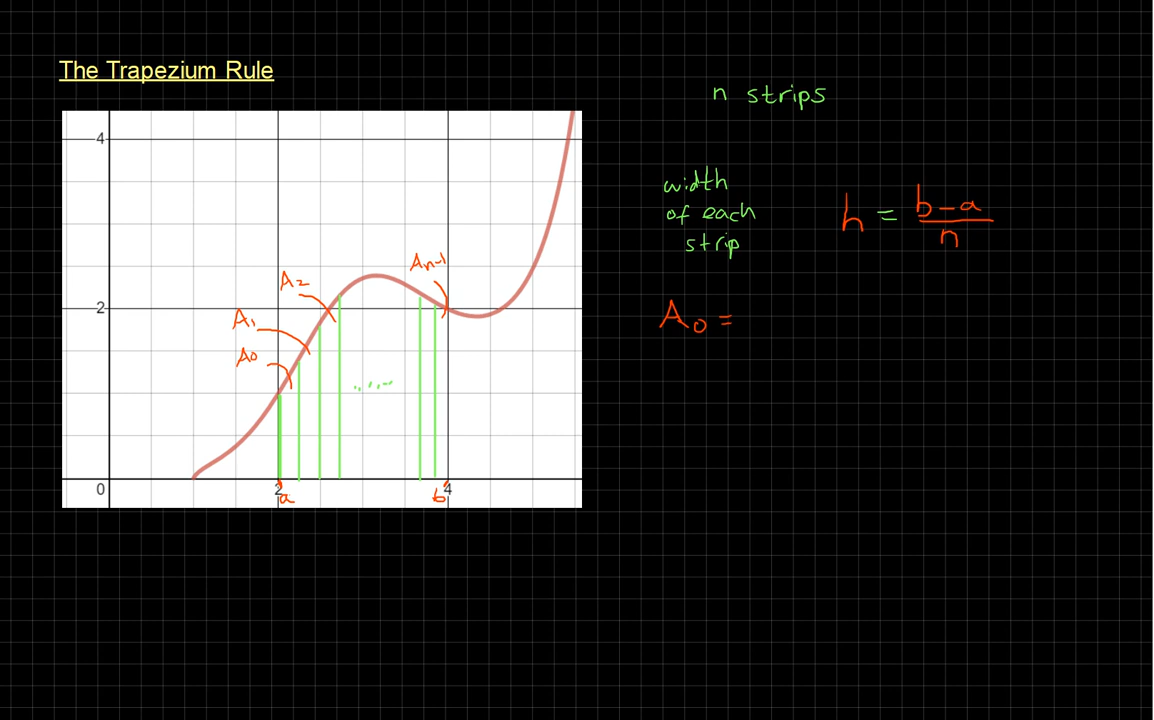 The Trapezium Rule
n strips
4
width
of each
strip
h = b-a
n
An-1
A2
2
A1
A0 =
A0
.......
0
2
4
a
b